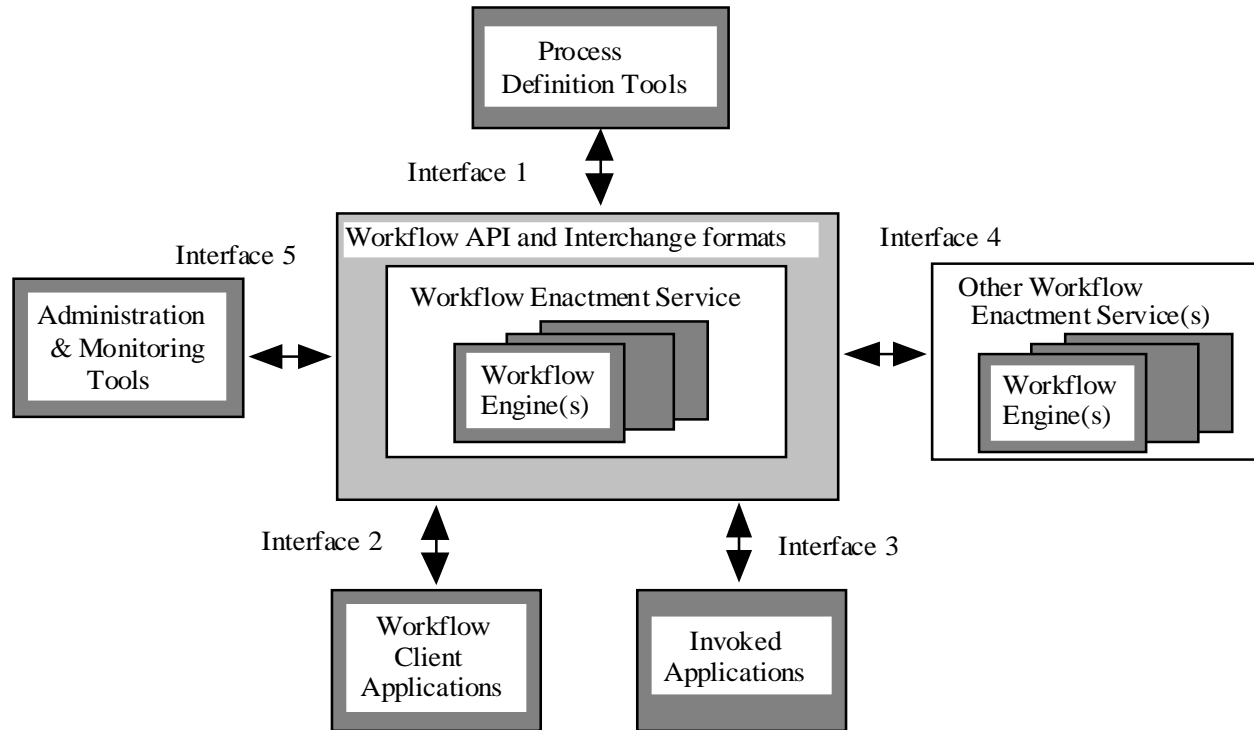 Process
Definition Tools
Interface 1
Workflow API and Interchange formats
Interface 5
Interface 4
Workflow Enactment Service
Workflow
Engine(s)
Administration
& Monitoring
Tools
Other Workflow
Enactment Service(s)
Workflow
Engine(s)
Interface 2
Interface 3
Workflow
Client
Applications
Invoked
Applications